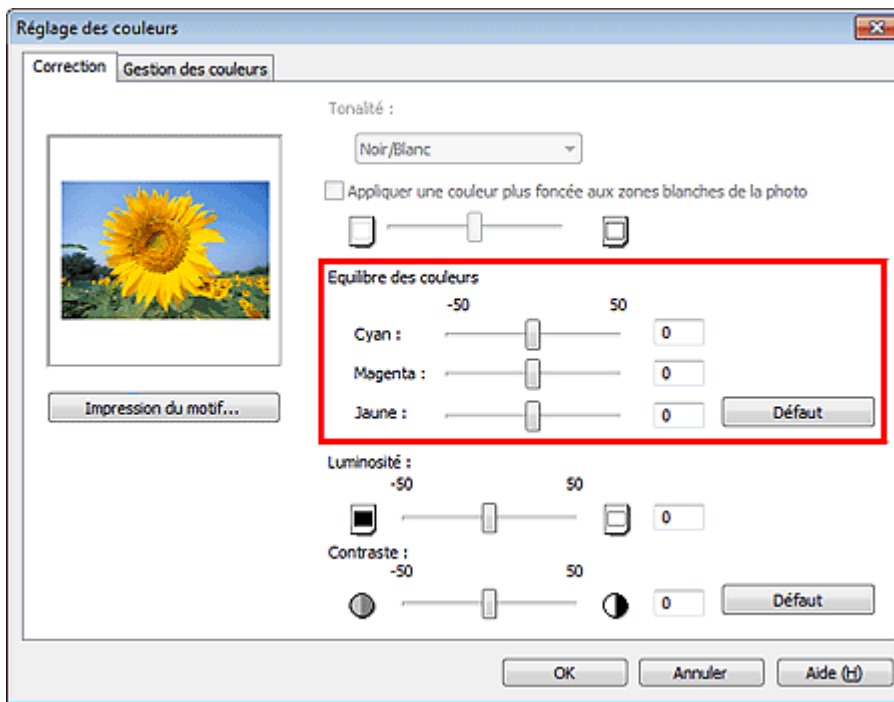 Réglage des couleurs
Correction
Gestion des couleurs
Tonalité :
Noir/Blanc
Appliquer une couleur plus foncée aux zones blanches de la photo
Equilibre des couleurs
-50 50
Cyan : 0
Magenta : 0
Jaune : 0 Défaut
Impression du motif...
Luminosité :
-50 50
0
Contraste :
-50 50
0 Défaut
OK Annuler Aide (H)